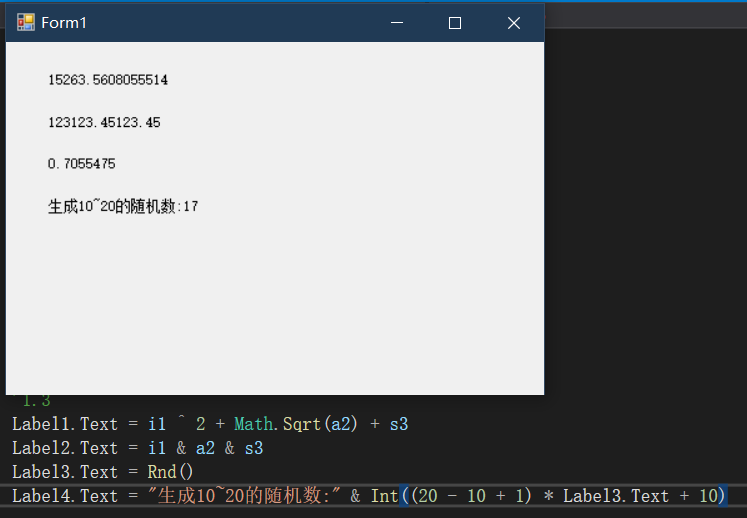 Form1
15263.5608055514
123123.45123.45
0.7055475
生成10~20的随机数:17
1.3
Label1.Text = i1 ^ 2 + Math.Sqrt(a2) + s3
Label2.Text = i1 & a2 & s3
Label3.Text = Rnd()
Label4.Text = "生成10~20的随机数:" & Int((20 - 10 + 1) * Label3.Text + 10)